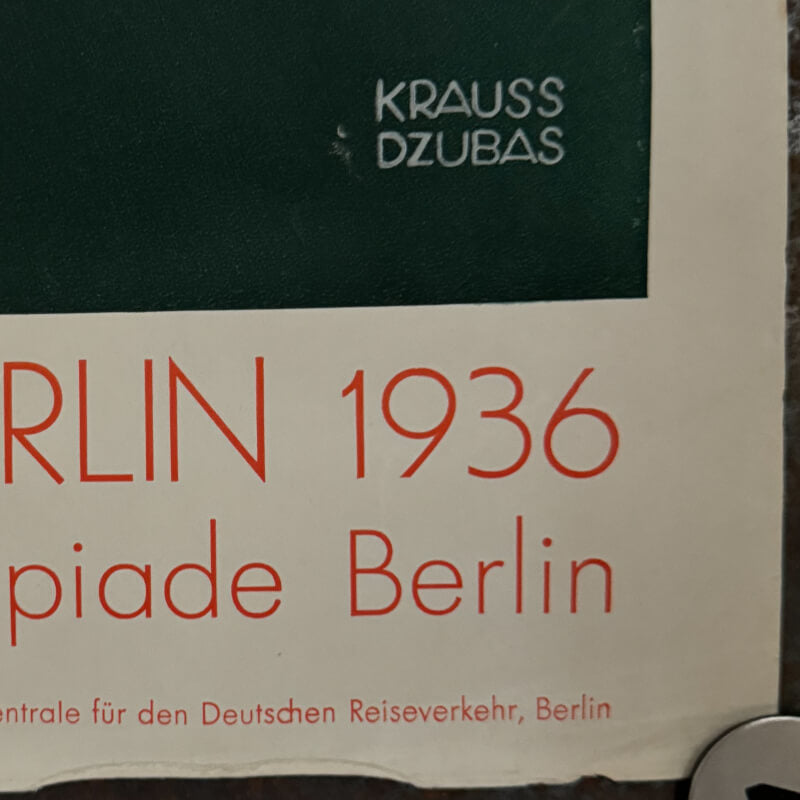 KRAUSS
DZUBAS
RLIN 1936
piade Berlin
entrale für den Deutschen Reiseverkehr, Berlin